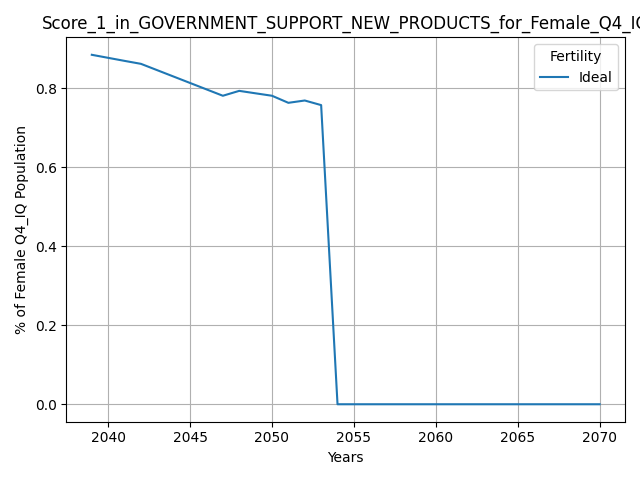 Score_1_in_GOVERNMENT_SUPPORT_NEW_PRODUCTS_for_Female_Q4_IQ
Fertility
Ideal
% of Female Q4_IQ Population
0.8
0.6
0.4
0.2
0.0
2040 2045 2050 2055 2060 2065 2070
Years